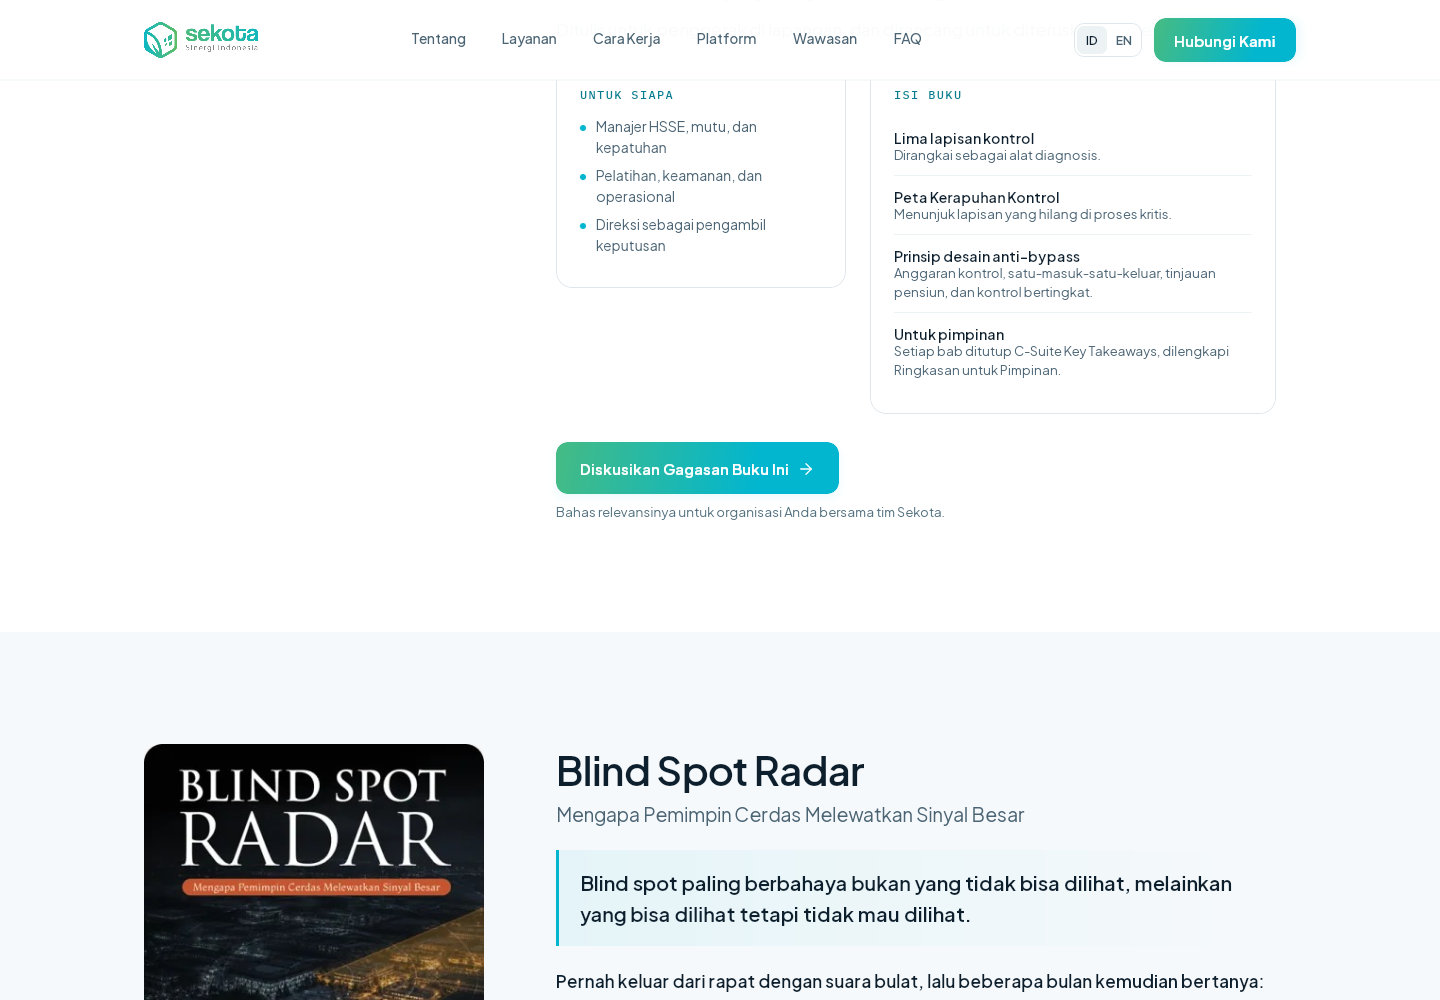 sekota
Sinergi Indonesia
Tentang
Layanan
Cara Kerja
Platform
Wawasan
FAQ
ID
EN
Hubungi Kami
UNTUK SIAPA
Manajer HSSE, mutu, dan
kepatuhan
Pelatihan, keamanan, dan
operasional
Direksi sebagai pengambil
keputusan
ISI BUKU
Lima lapisan kontrol
Dirangkai sebagai alat diagnosis.
Peta Kerapuhan Kontrol
Menunjuk lapisan yang hilang di proses kritis.
Prinsip desain anti-bypass
Anggaran kontrol, satu-masuk-satu-keluar, tinjauan
pensiun, dan kontrol bertingkat.
Untuk pimpinan
Setiap bab ditutup C-Suite Key Takeaways, dilengkapi
Ringkasan untuk Pimpinan.
Diskusikan Gagasan Buku Ini →
Bahas relevansinya untuk organisasi Anda bersama tim Sekota.
BLIND SPOT
RADAR
Mengapa Pemimpin Cerdas Melewatkan Sinyal Besar
Blind Spot Radar
Mengapa Pemimpin Cerdas Melewatkan Sinyal Besar
Blind spot paling berbahaya bukan yang tidak bisa dilihat, melainkan
yang bisa dilihat tetapi tidak mau dilihat.
Pernah keluar dari rapat dengan suara bulat, lalu beberapa bulan kemudian bertanya: